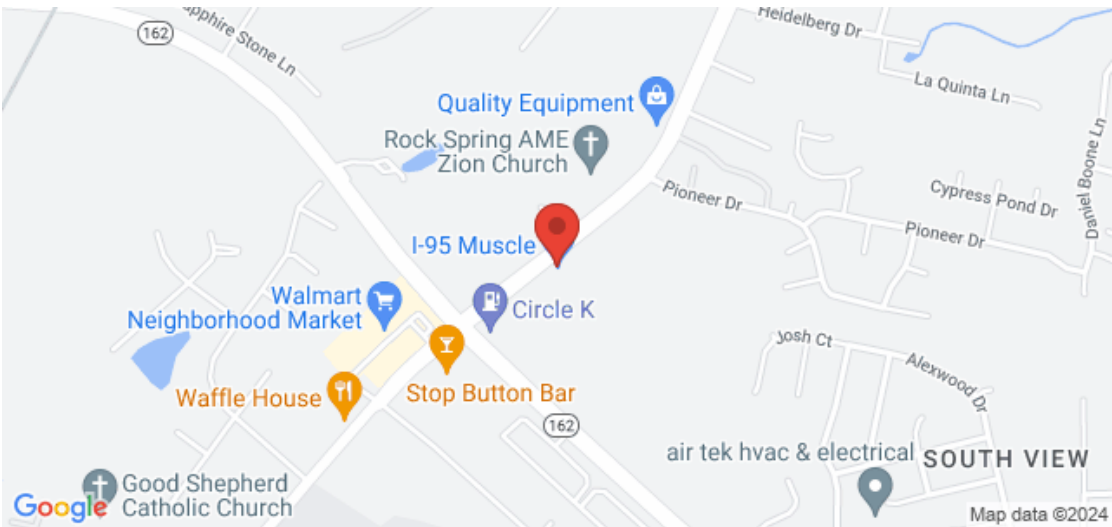 162
Sapphire Stone Ln
Heidelberg Dr
La Quinta Ln
Quality Equipment
Rock Spring AME
Zion Church
Daniel Boone Ln
Pioneer Dr
Cypress Pond Dr
Pioneer Dr
I-95 Muscle
Walmart
Neighborhood Market
Circle K
Josh Ct
Alexwood Dr
Stop Button Bar
Waffle House
162
air tek hvac & electrical
SOUTH VIEW
Good Shepherd
Catholic Church
Google
Map data ©2024